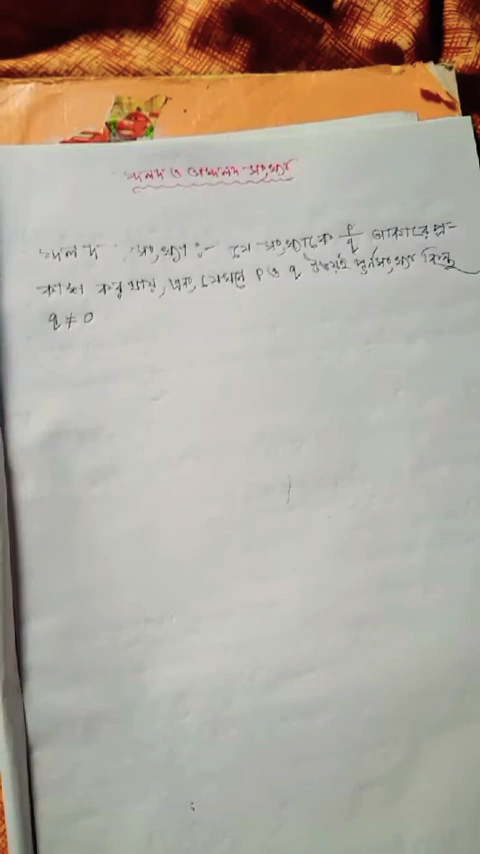 মূলদ ও অমূলদ সংখ্যা
মূলদ সংখ্যা :- যে সংখ্যাকে p/q আকারে প্র-
কাশ করা যায়, এবং যেখানে p ও q উভয়ই পূর্ণসংখ্যা কিন্তু
q ≠ 0